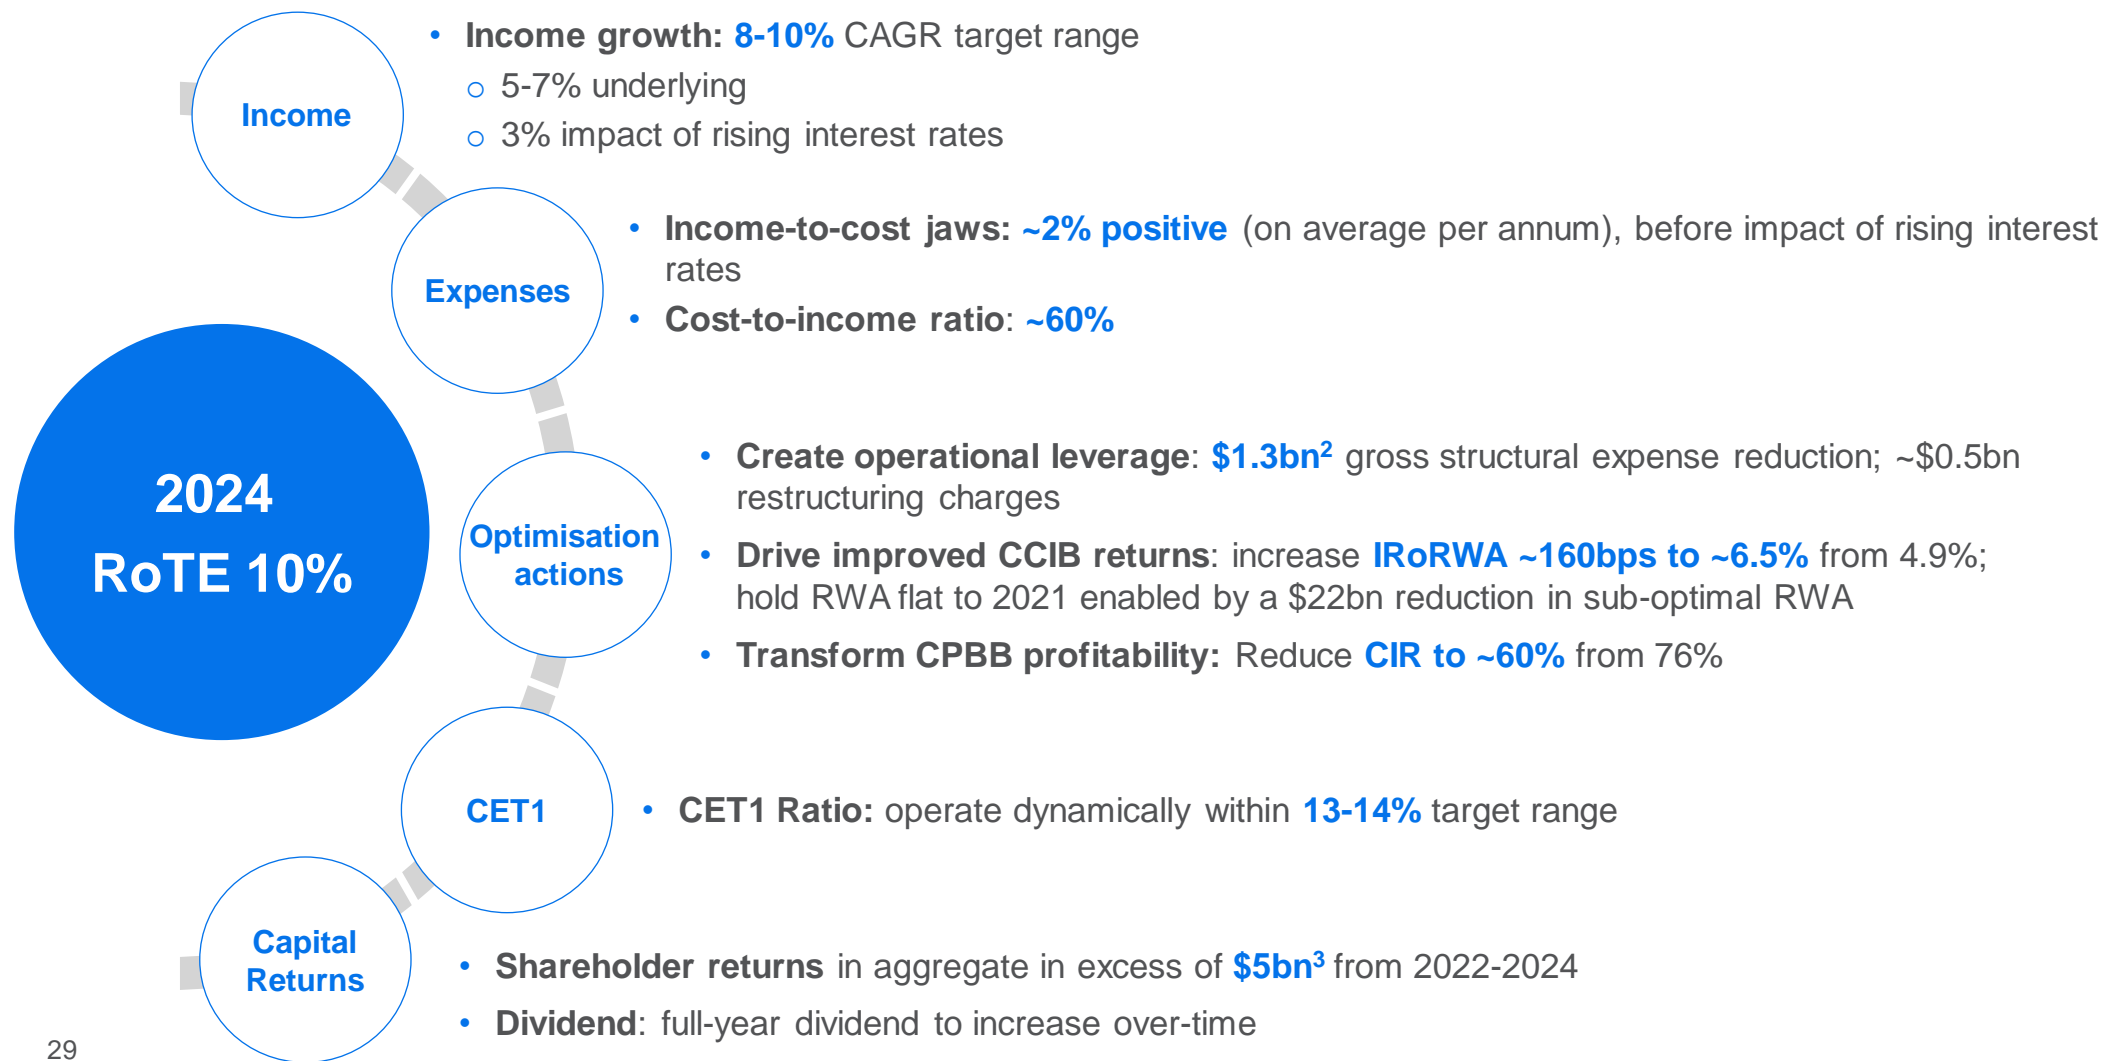 Income
• Income growth: 8-10% CAGR target range
o 5-7% underlying
o 3% impact of rising interest rates
Expenses
• Income-to-cost jaws: ~2% positive (on average per annum), before impact of rising interest
rates
• Cost-to-income ratio: ~60%
2024
RoTE 10%
Optimisation
actions
• Create operational leverage: $1.3bn² gross structural expense reduction; ~$0.5bn
restructuring charges
• Drive improved CCIB returns: increase IRoRWA ~160bps to ~6.5% from 4.9%;
hold RWA flat to 2021 enabled by a $22bn reduction in sub-optimal RWA
• Transform CPBB profitability: Reduce CIR to ~60% from 76%
CET1
• CET1 Ratio: operate dynamically within 13-14% target range
Capital
Returns
• Shareholder returns in aggregate in excess of $5bn³ from 2022-2024
• Dividend: full-year dividend to increase over-time
29